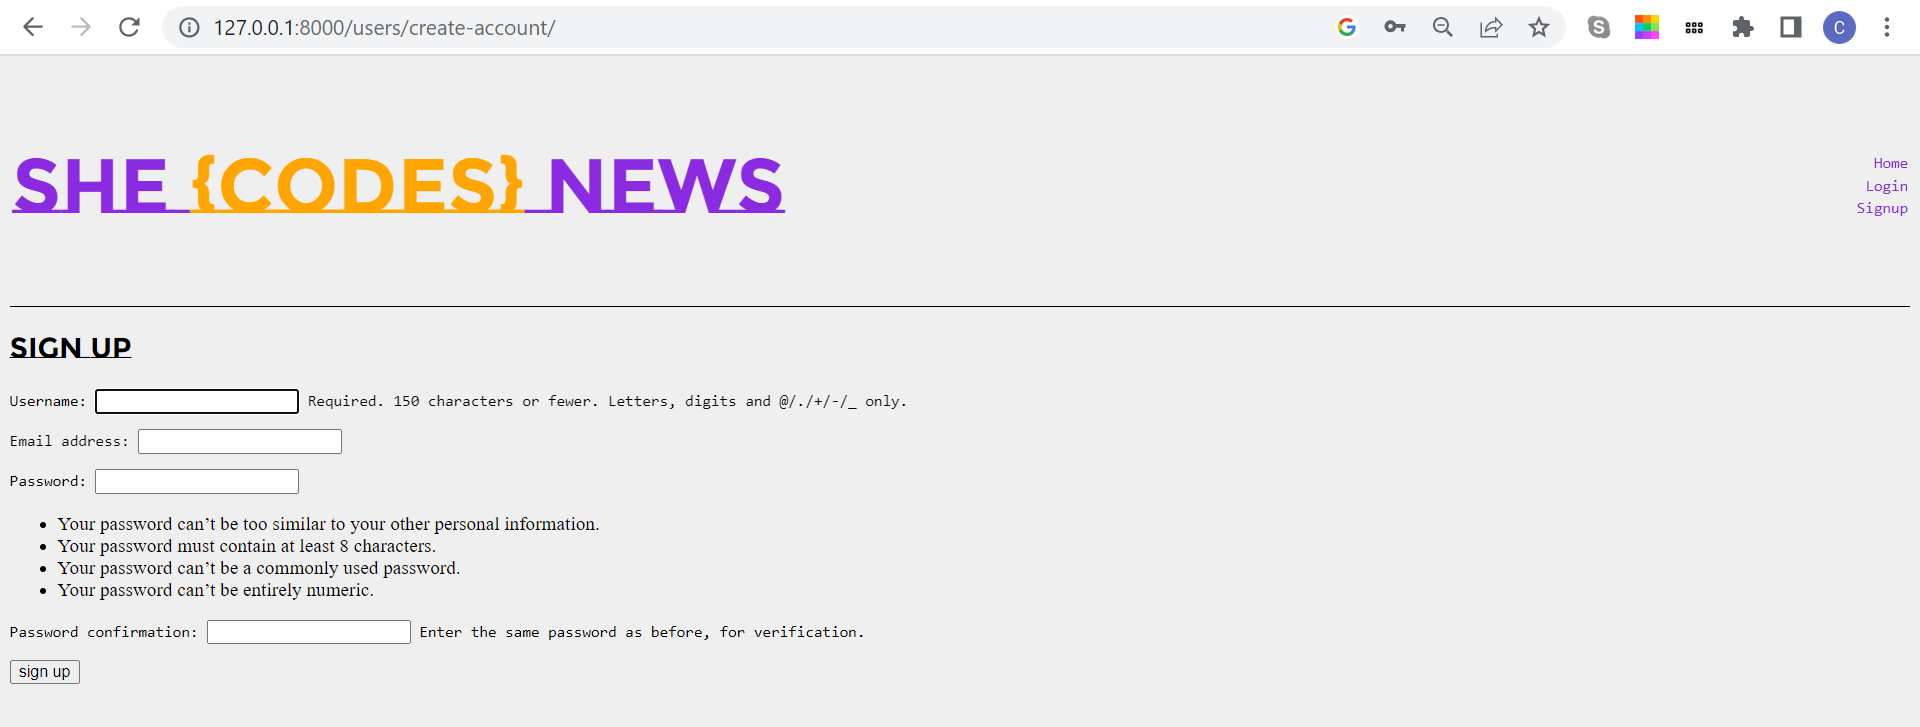 127.0.0.1:8000/users/create-account/
C
SHE {CODES} NEWS
Home
Login
Signup
SIGN UP
Username: Required. 150 characters or fewer. Letters, digits and @/./+/-/_ only.
Email address:
Password:
Your password can’t be too similar to your other personal information.
Your password must contain at least 8 characters.
Your password can’t be a commonly used password.
Your password can’t be entirely numeric.
Password confirmation: Enter the same password as before, for verification.
sign up